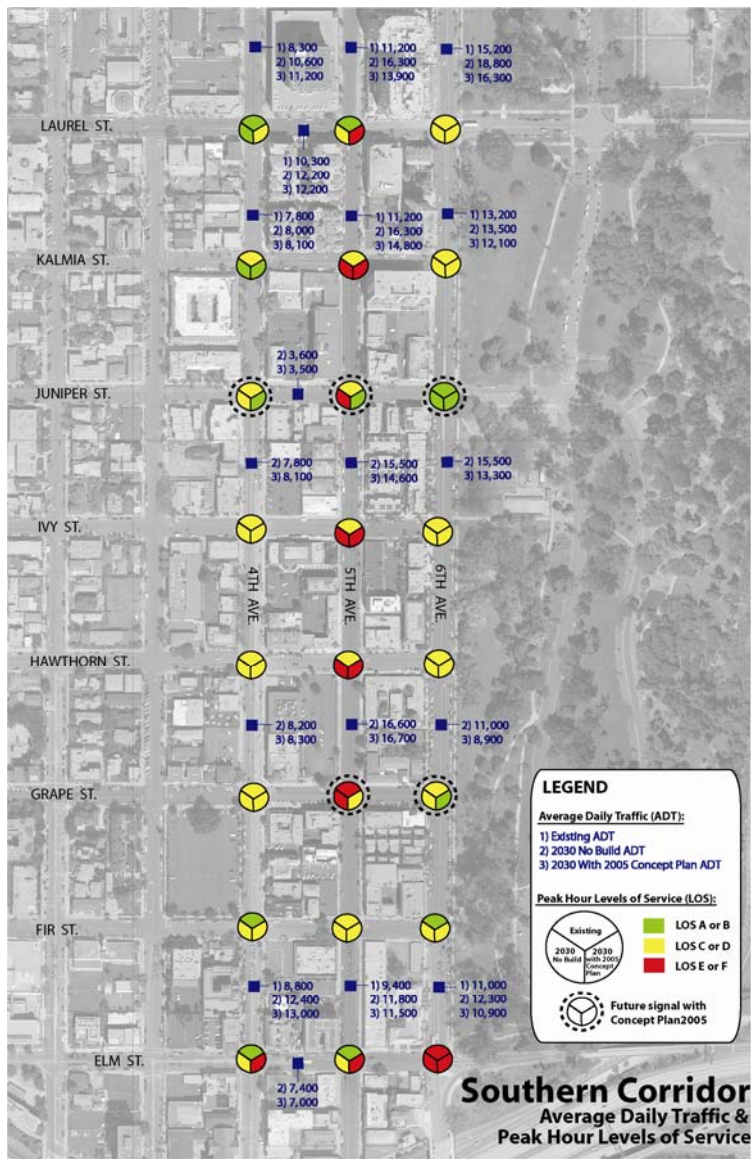 1) 8,300
2) 10,600
3) 11,200
1) 11,200
2) 16,300
3) 13,900
1) 15,200
2) 18,800
3) 16,300
LAUREL ST.
1) 10,300
2) 12,200
3) 12,200
1) 7,800
2) 8,000
3) 8,100
1) 11,200
2) 16,300
3) 14,800
1) 13,200
2) 13,500
3) 12,100
KALMIA ST.
2) 3,600
3) 3,500
JUNIPER ST.
2) 7,800
3) 8,100
2) 15,500
3) 14,600
2) 15,500
3) 13,300
IVY ST.
4TH AVE.
5TH AVE.
6TH AVE.
HAWTHORN ST.
2) 8,200
3) 8,300
2) 16,600
3) 16,700
2) 11,000
3) 8,900
GRAPE ST.
FIR ST.
1) 8,800
2) 12,400
3) 13,000
1) 9,400
2) 11,800
3) 11,500
1) 11,000
2) 12,300
3) 10,900
ELM ST.
2) 7,400
3) 7,000
LEGEND
Average Daily Traffic (ADT):
1) Existing ADT
2) 2030 No Build ADT
3) 2030 With 2005 Concept Plan ADT
Peak Hour Levels of Service (LOS):
Existing
2030
No Build
2030
with 2005
Concept
Plan
LOS A or B
LOS C or D
LOS E or F
Future signal with
Concept Plan2005
Southern Corridor
Average Daily Traffic &
Peak Hour Levels of Service